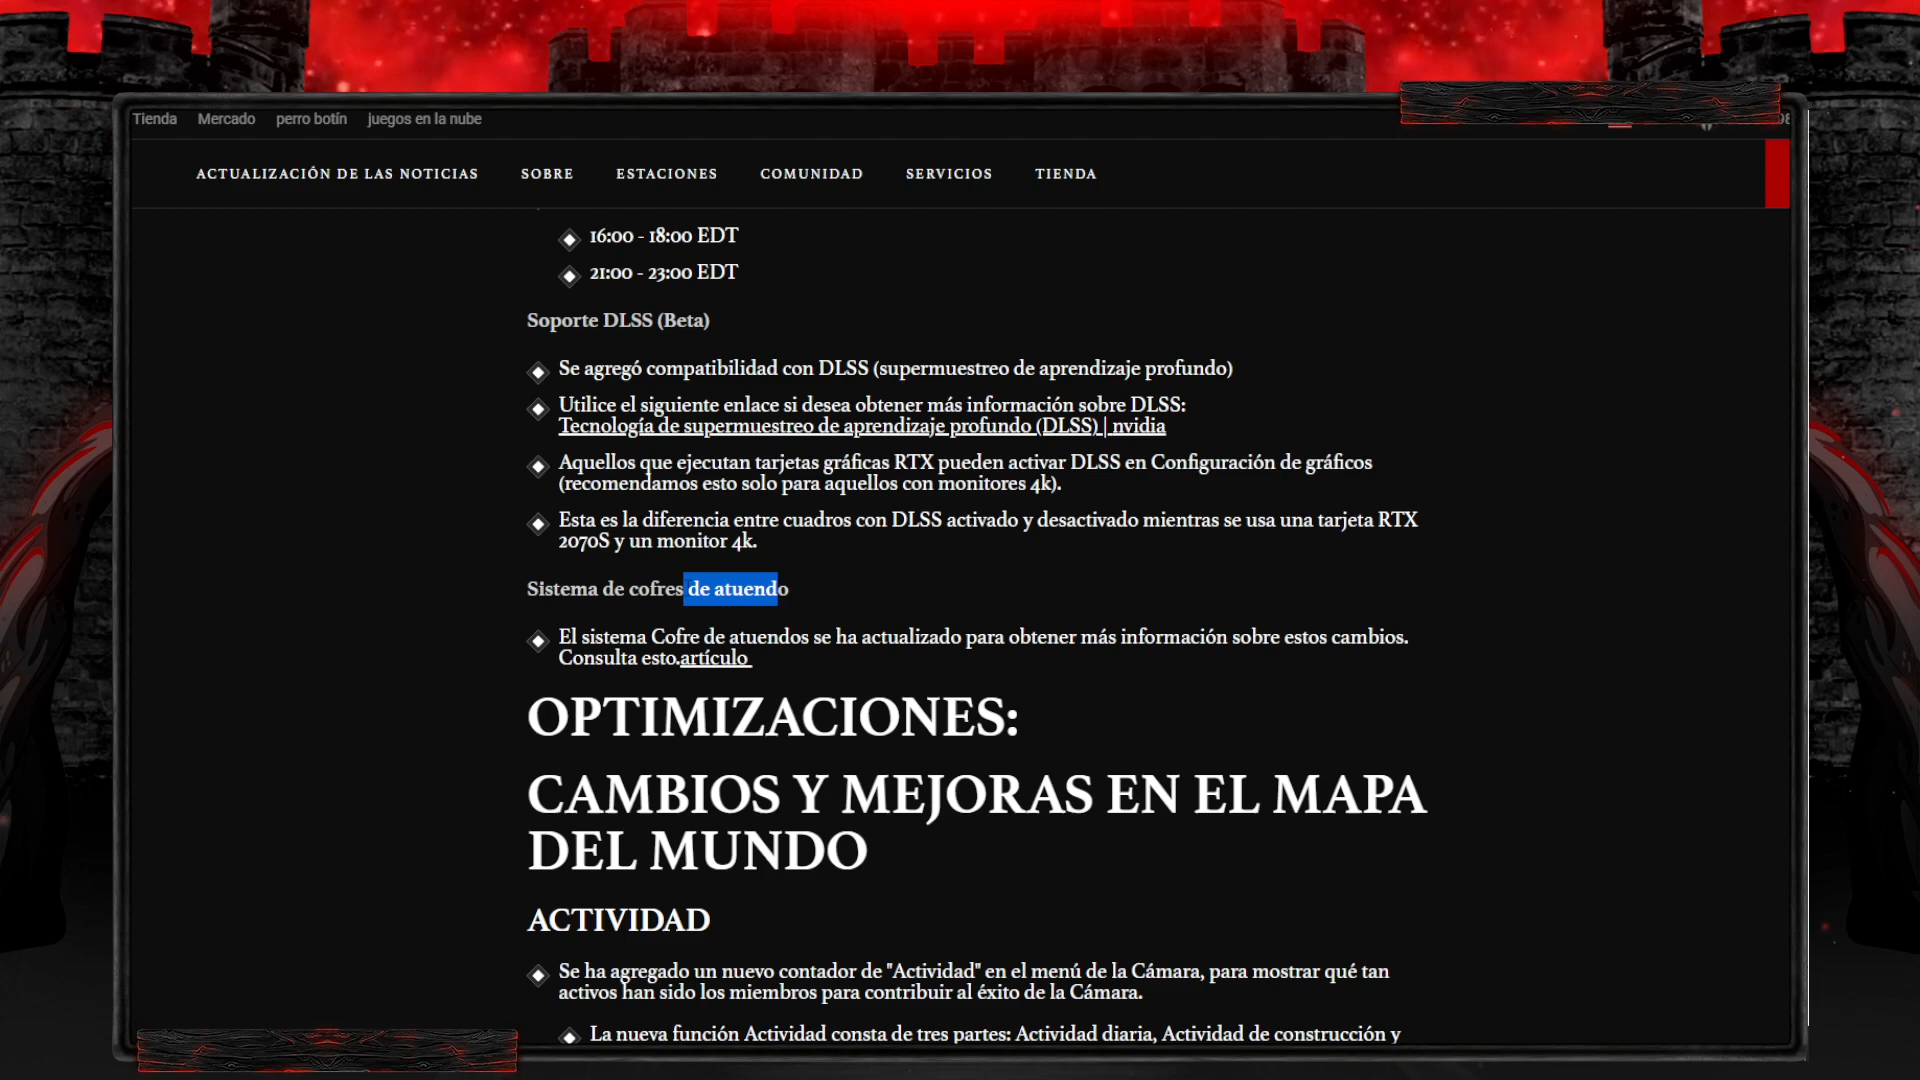 Tienda Mercado perro botín juegos en la nube
ACTUALIZACIÓN DE LAS NOTICIAS SOBRE ESTACIONES COMUNIDAD SERVICIOS TIENDA
16:00 - 18:00 EDT
21:00 - 23:00 EDT
Soporte DLSS (Beta)
Se agregó compatibilidad con DLSS (supermuestreo de aprendizaje profundo)
Utilice el siguiente enlace si desea obtener más información sobre DLSS:
Tecnología de supermuestreo de aprendizaje profundo (DLSS) | nvidia
Aquellos que ejecutan tarjetas gráficas RTX pueden activar DLSS en Configuración de gráficos
(recomendamos esto solo para aquellos con monitores 4k).
Esta es la diferencia entre cuadros con DLSS activado y desactivado mientras se usa una tarjeta RTX
2070S y un monitor 4k.
Sistema de cofres de atuendo
El sistema Cofre de atuendos se ha actualizado para obtener más información sobre estos cambios.
Consulta esto.artículo
OPTIMIZACIONES:
CAMBIOS Y MEJORAS EN EL MAPA
DEL MUNDO
ACTIVIDAD
Se ha agregado un nuevo contador de "Actividad" en el menú de la Cámara, para mostrar qué tan
activos han sido los miembros para contribuir al éxito de la Cámara.
La nueva función Actividad consta de tres partes: Actividad diaria, Actividad de construcción y